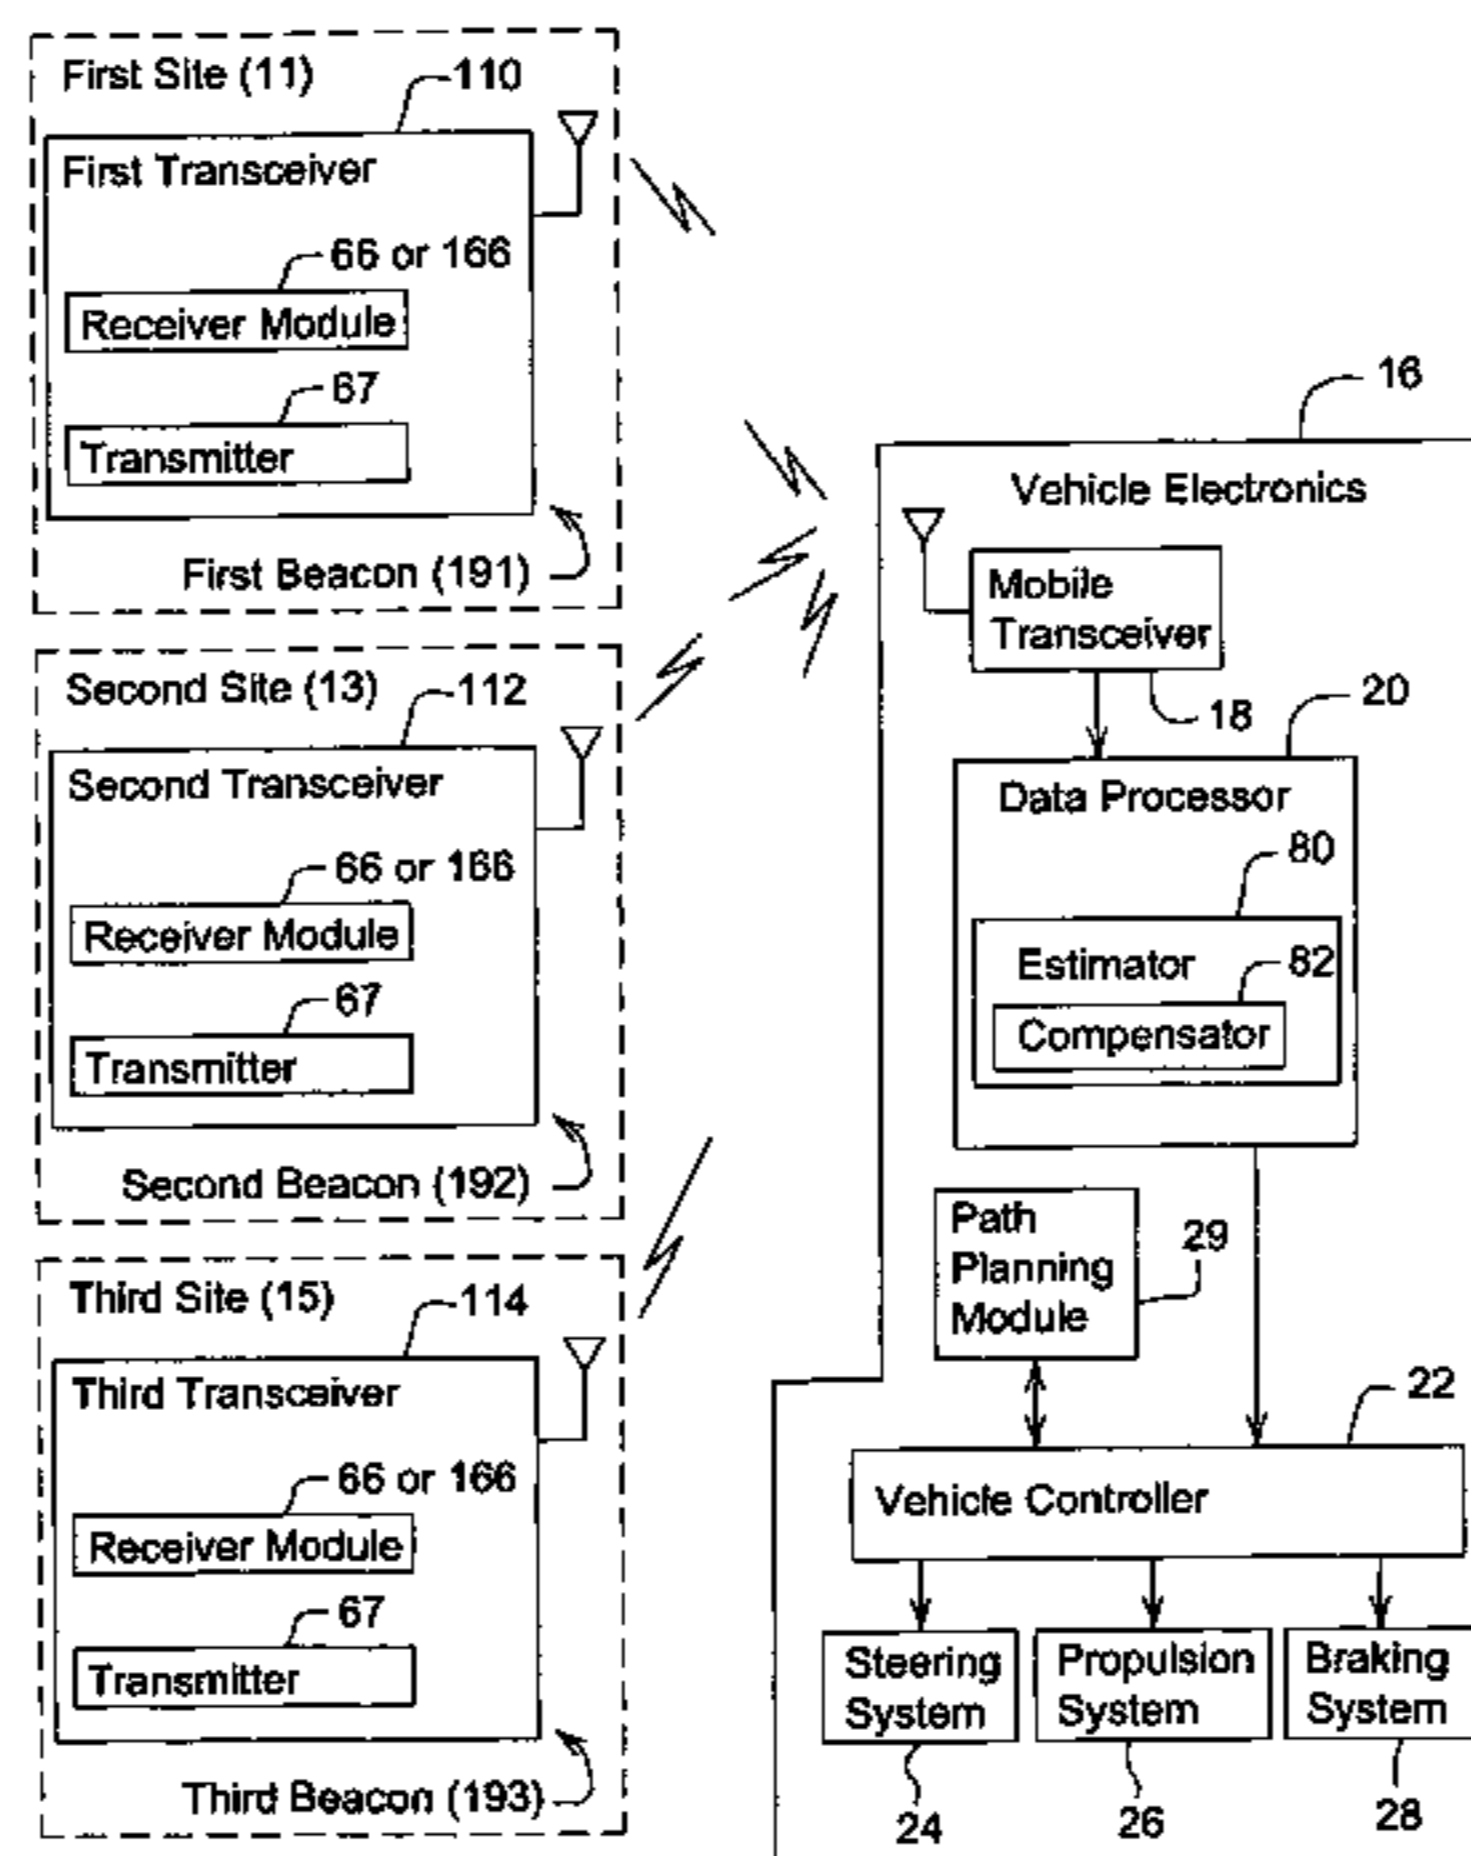 First Site (11)
110
First Transceiver
66 or 166
Receiver Module
67
Transmitter
First Beacon (191)
Second Site (13)
112
Second Transceiver
66 or 166
Receiver Module
67
Transmitter
Second Beacon (192)
Third Site (15)
114
Third Transceiver
66 or 166
Receiver Module
67
Transmitter
Third Beacon (193)
16
Vehicle Electronics
Mobile
Transceiver
18
20
Data Processor
80
Estimator
82
Compensator
Path
Planning
Module
29
22
Vehicle Controller
Steering
System
24
Propulsion
System
26
Braking
System
28